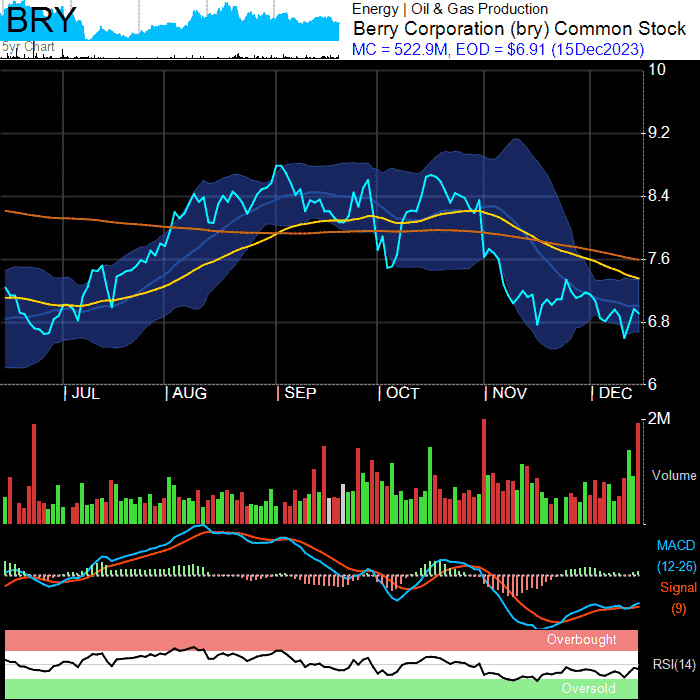 BRY
5yr Chart
Energy | Oil & Gas Production
Berry Corporation (bry) Common Stock
MC = 522.9M, EOD = $6.91 (15Dec2023)
10
9.2
8.4
7.6
6.8
6
| JUL | AUG | SEP | OCT | NOV | DEC
2M
Volume
MACD
(12-26)
Signal
(9)
Overbought
RSI(14)
Oversold